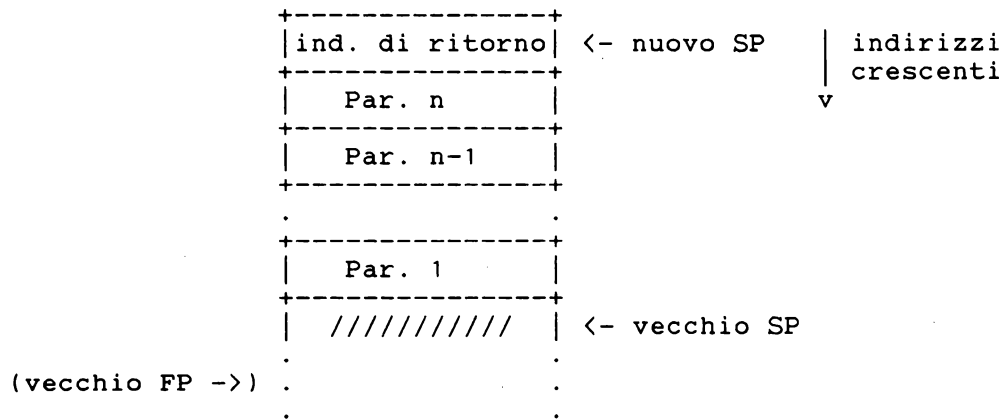 +----------------+
|ind. di ritorno| <- nuovo SP | indirizzi
+----------------+ | crescenti
| Par. n | v
+----------------+
| Par. n-1 |
+----------------+
. .
+----------------+
| Par. 1 |
+----------------+
| /////////// | <- vecchio SP
. .
(vecchio FP ->) . .
. .